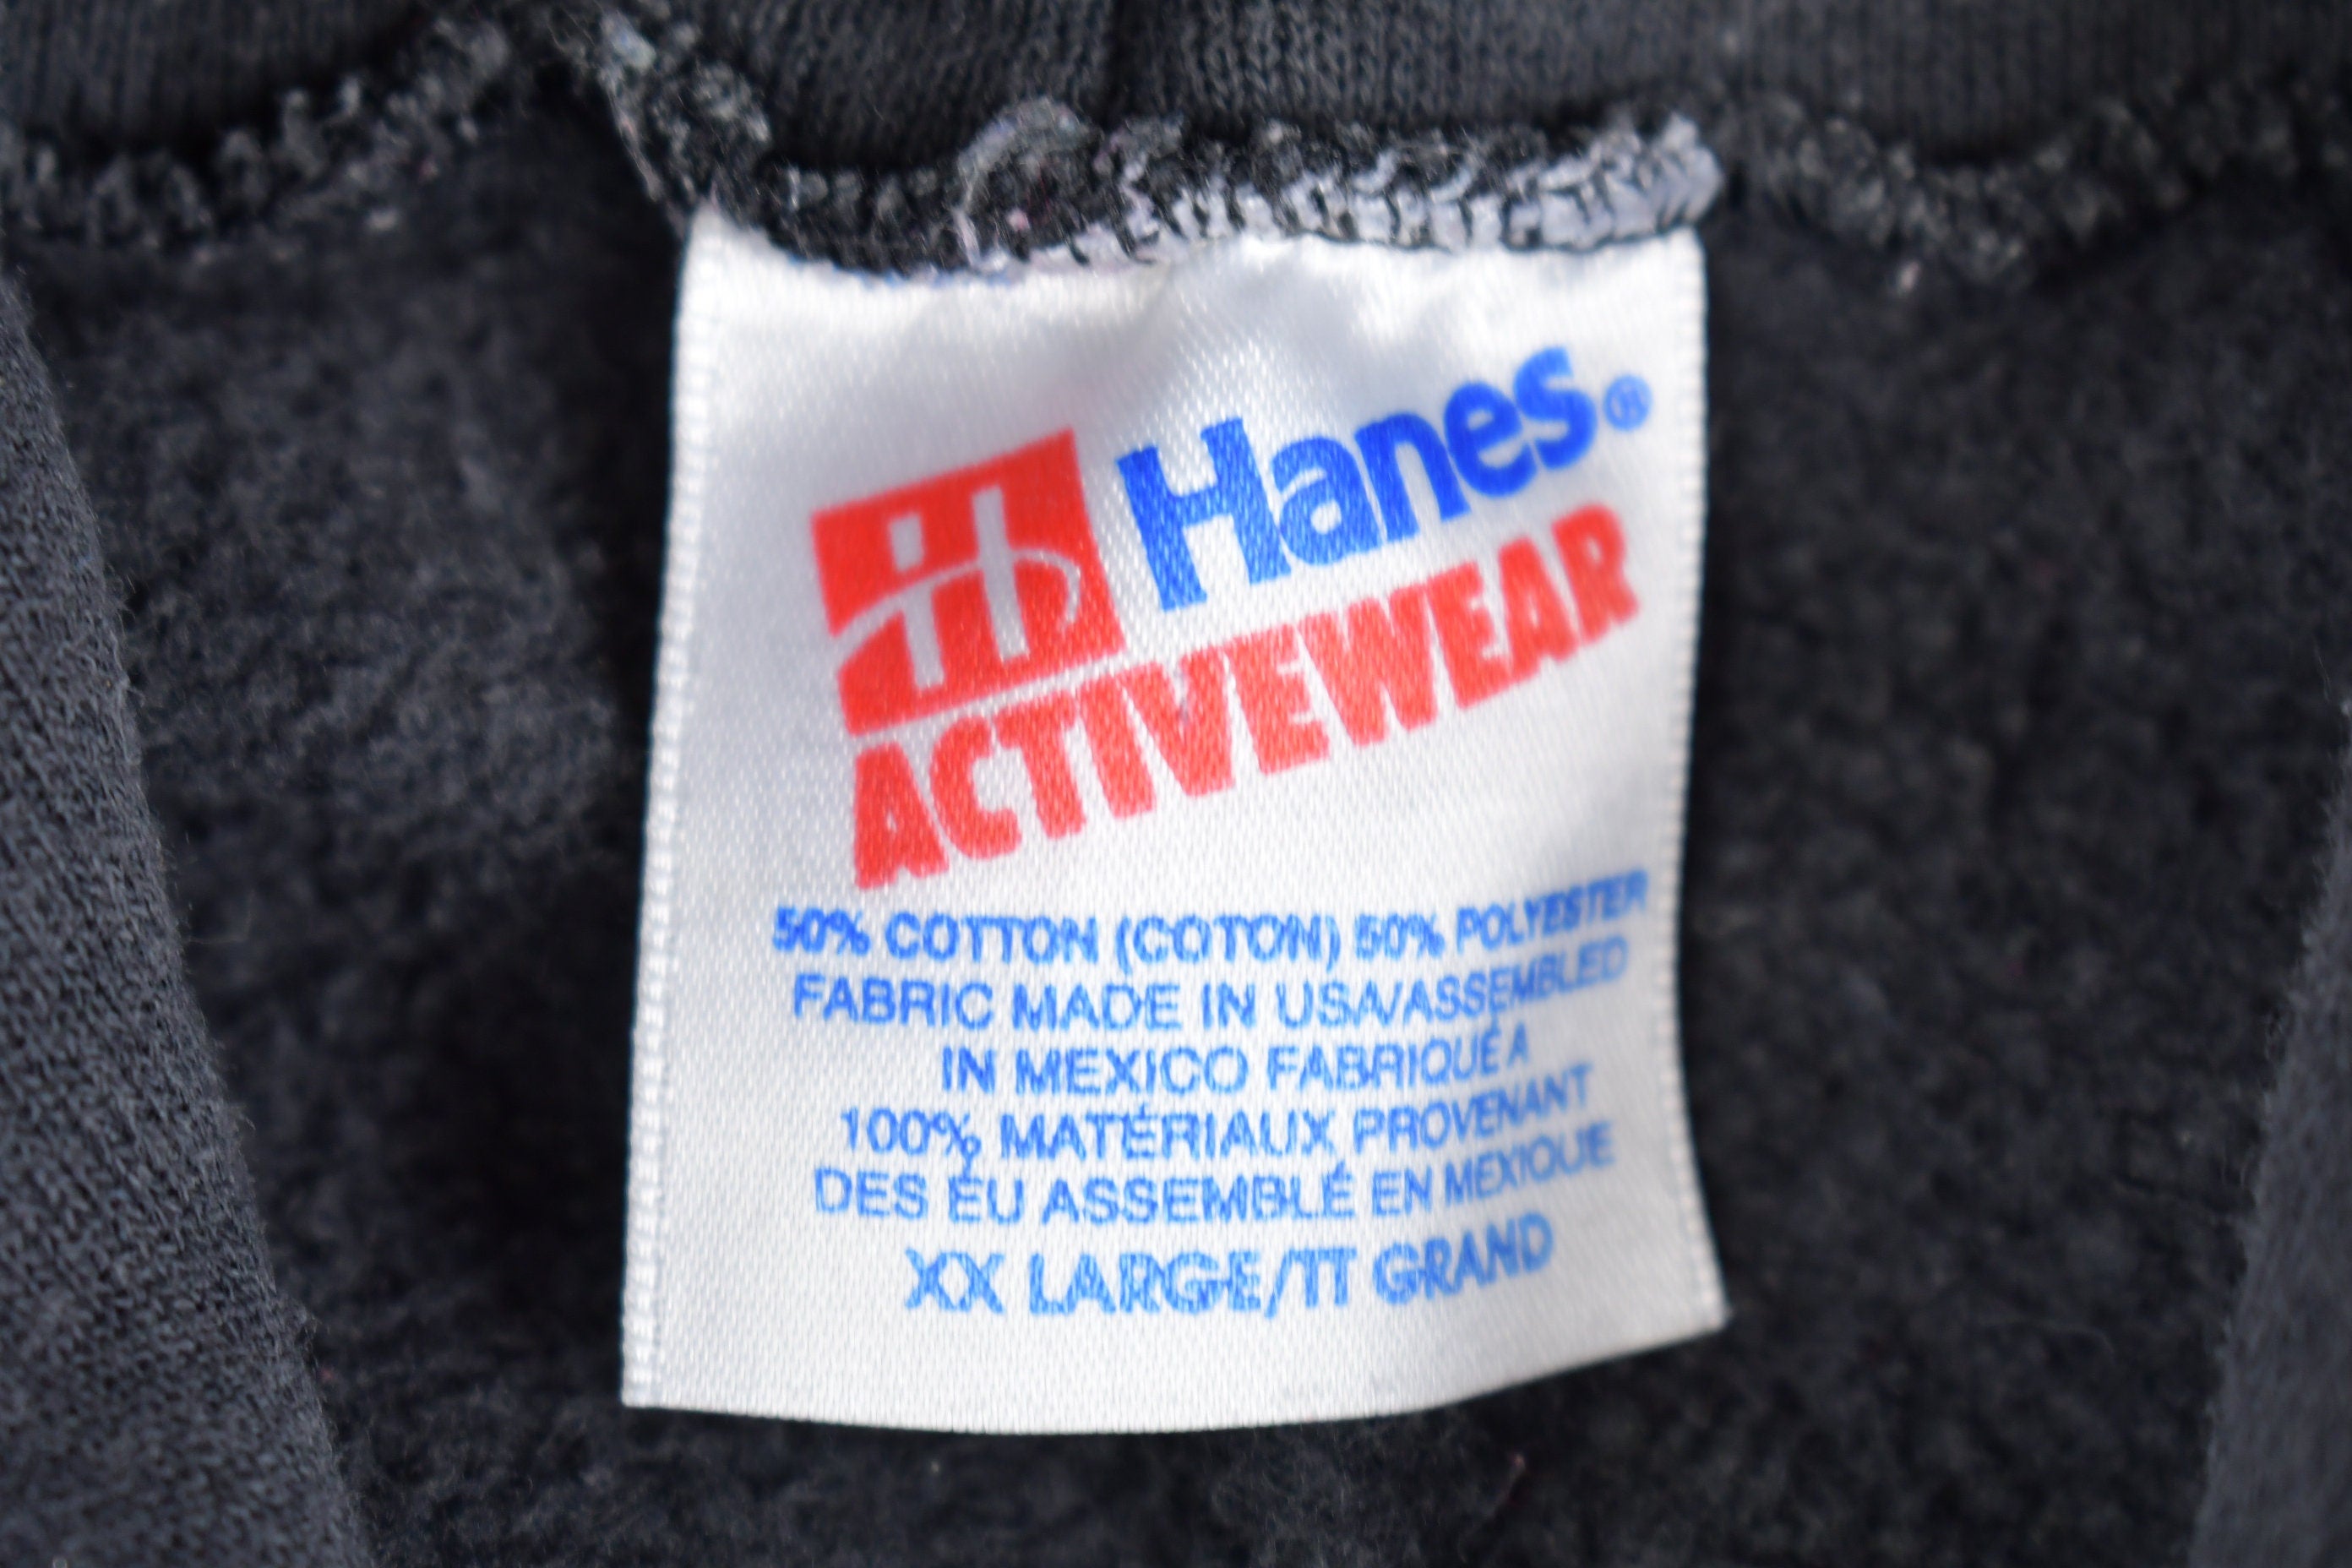 Hanes®
ACTIVEWEAR
50% COTTON (COTON) 50% POLYESTER
FABRIC MADE IN USA/ASSEMBLED
IN MEXICO FABRIQUÉ A
100% MATÉRIAUX PROVENANT
DES ÉU ASSEMBLÉ EN MEXIQUE
XX LARGE/TT GRAND